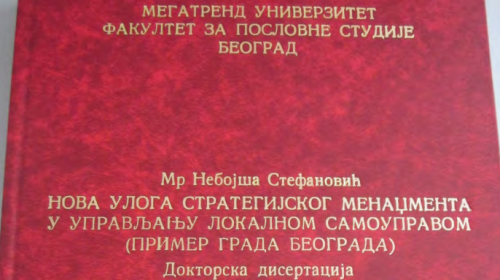 МЕГАТРЕНД УНИВЕРЗИТЕТ
ФАКУЛТЕТ ЗА ПОСЛОВНЕ СТУДИЈЕ
БЕОГРАД
Мр Небојша Стефановић
НОВА УЛОГА СТРАТЕГИЈСКОГ МЕНАЏМЕНТА
У УПРАВЉАЊУ ЛОКАЛНОМ САМОУПРАВОМ
(ПРИМЕР ГРАДА БЕОГРАДА)
Докторска дисертација